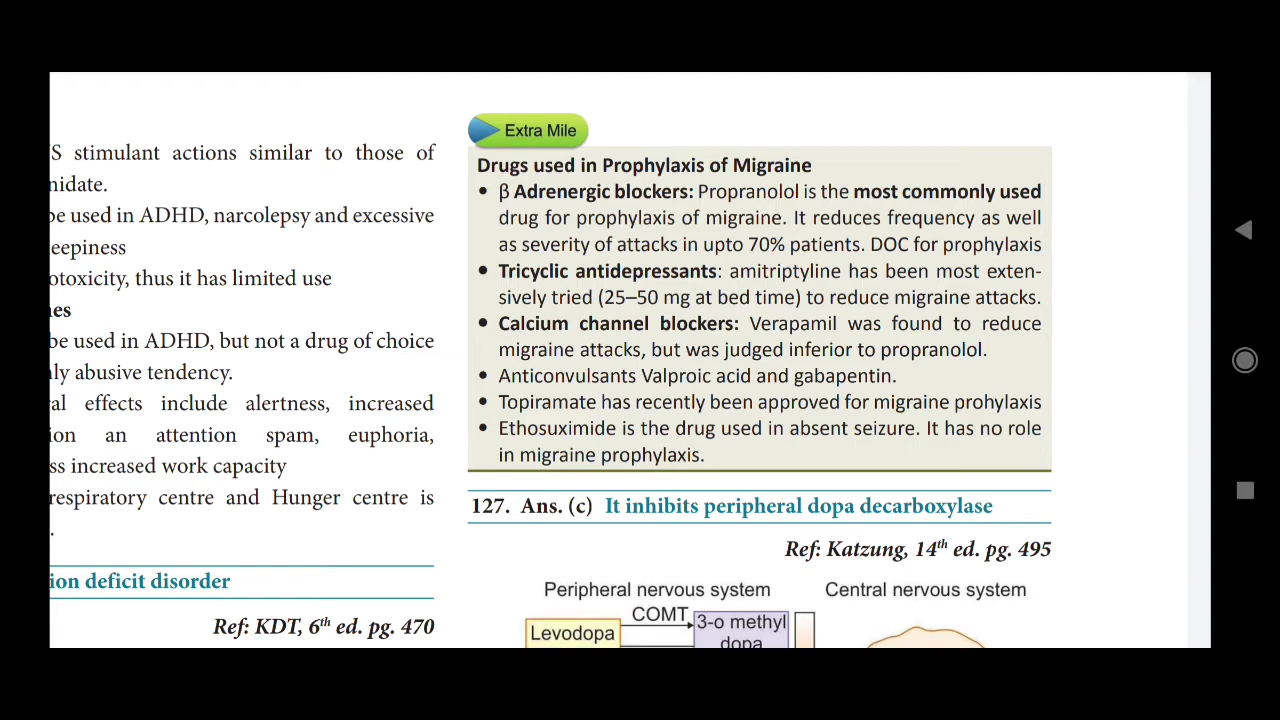 S stimulant actions similar to those of
nidate.
be used in ADHD, narcolepsy and excessive
eepiness
otoxicity, thus it has limited use
nes
be used in ADHD, but not a drug of choice
ly abusive tendency.
ral effects include alertness, increased
ion an attention spam, euphoria,
ss increased work capacity
respiratory centre and Hunger centre is
.
ion deficit disorder
Ref: KDT, 6th ed. pg. 470
Extra Mile
Drugs used in Prophylaxis of Migraine
• β Adrenergic blockers: Propranolol is the most commonly used
drug for prophylaxis of migraine. It reduces frequency as well
as severity of attacks in upto 70% patients. DOC for prophylaxis
• Tricyclic antidepressants: amitriptyline has been most exten-
sively tried (25–50 mg at bed time) to reduce migraine attacks.
• Calcium channel blockers: Verapamil was found to reduce
migraine attacks, but was judged inferior to propranolol.
• Anticonvulsants Valproic acid and gabapentin.
• Topiramate has recently been approved for migraine prohylaxis
• Ethosuximide is the drug used in absent seizure. It has no role
in migraine prophylaxis.
127. Ans. (c) It inhibits peripheral dopa decarboxylase
Ref: Katzung, 14th ed. pg. 495
Peripheral nervous system Central nervous system
COMT
Levodopa
3-o methyl
dopa